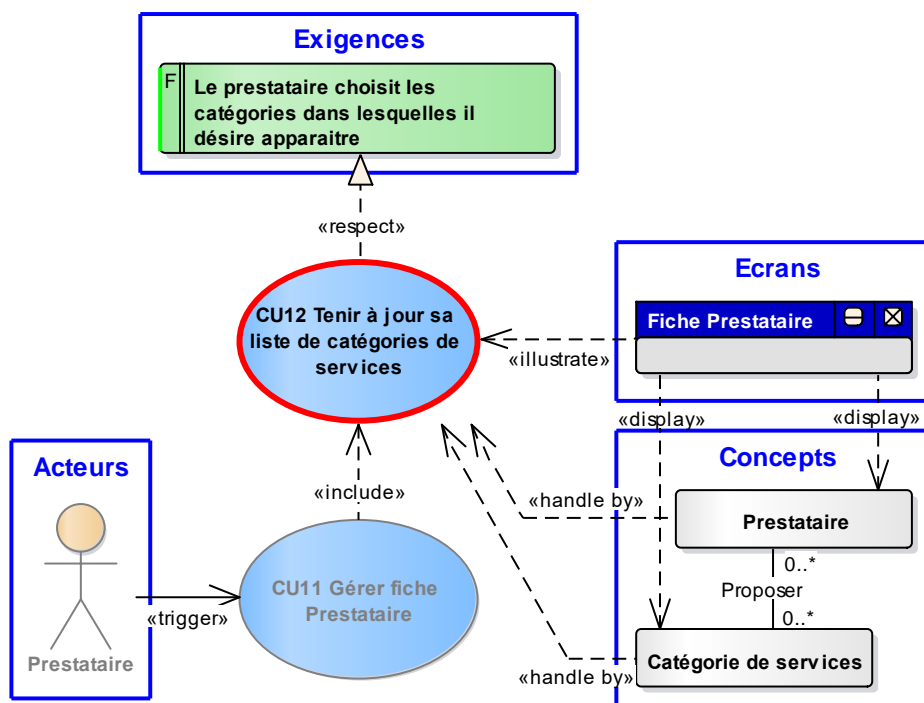 Exigences
F
Le prestataire choisit les
catégories dans lesquelles il
désire apparaitre
«respect»
CU12 Tenir à jour sa
liste de catégories de
services
Ecrans
Fiche Prestataire
«illustrate»
«display»
«display»
Acteurs
Prestataire
«trigger»
«include»
CU11 Gérer fiche
Prestataire
Concepts
«handle by»
Prestataire
0..*
Proposer
0..*
Catégorie de services
«handle by»